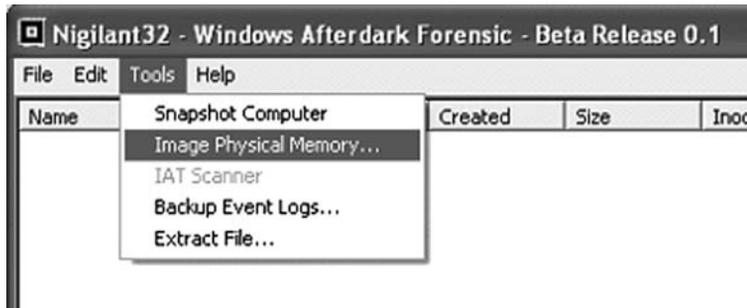 Nigilant32 - Windows Afterdark Forensic - Beta Release 0.1
File Edit Tools Help
Name Created Size
Snapshot Computer
Image Physical Memory...
IAT Scanner
Backup Event Logs...
Extract File...